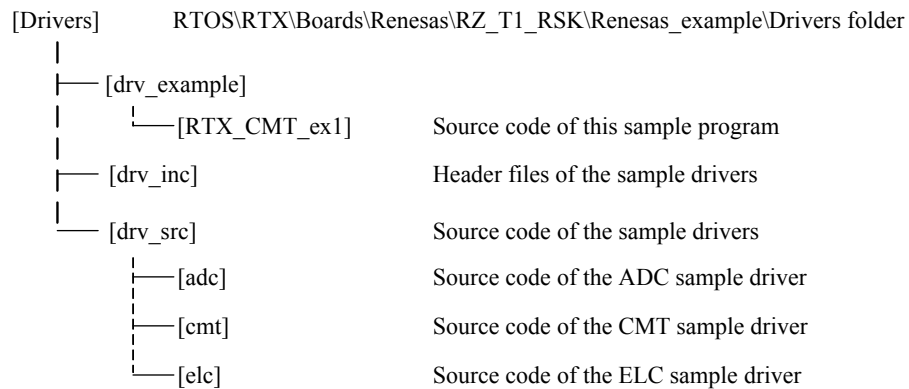 [Drivers] RTOS\RTX\Boards\Renesas\RZ_T1_RSK\Renesas_example\Drivers folder
[drv_example]
[RTX_CMT_ex1] Source code of this sample program
[drv_inc] Header files of the sample drivers
[drv_src] Source code of the sample drivers
[adc] Source code of the ADC sample driver
[cmt] Source code of the CMT sample driver
[elc] Source code of the ELC sample driver